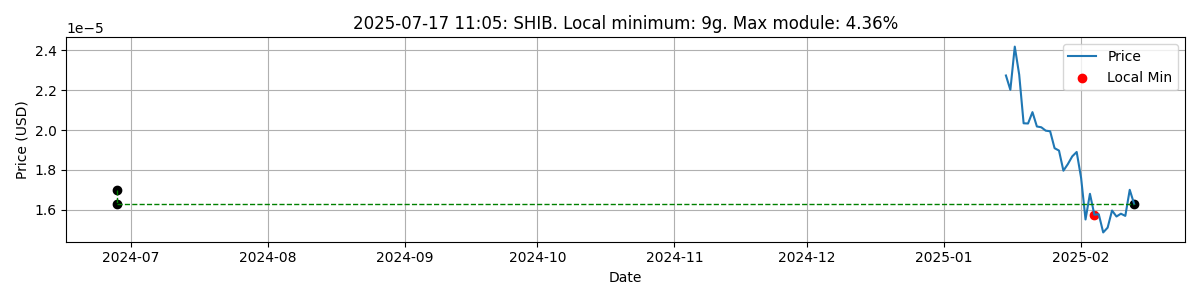 2025-07-17 11:05: SHIB. Local minimum: 9g. Max module: 4.36%
1e−5
2.4
2.2
2.0
1.8
1.6
Price (USD)
Price
Local Min
2024-07 2024-08 2024-09 2024-10 2024-11 2024-12 2025-01 2025-02
Date